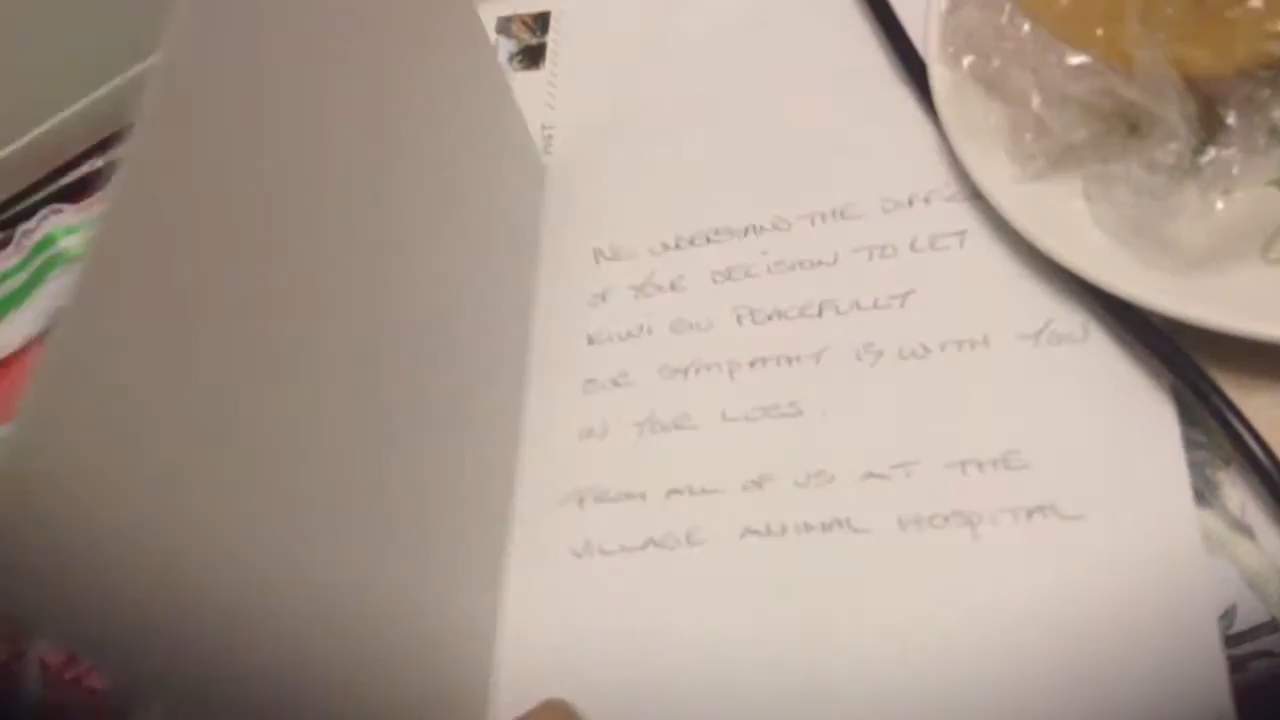 WE UNDERSTAND THE DIFFIC
OF YOUR DECISION TO LET
KIWI GO PEACEFULLY
OUR SYMPATHY IS WITH YOU
IN YOUR LOSS.
FROM ALL OF US AT THE
VILLAGE ANIMAL HOSPITAL